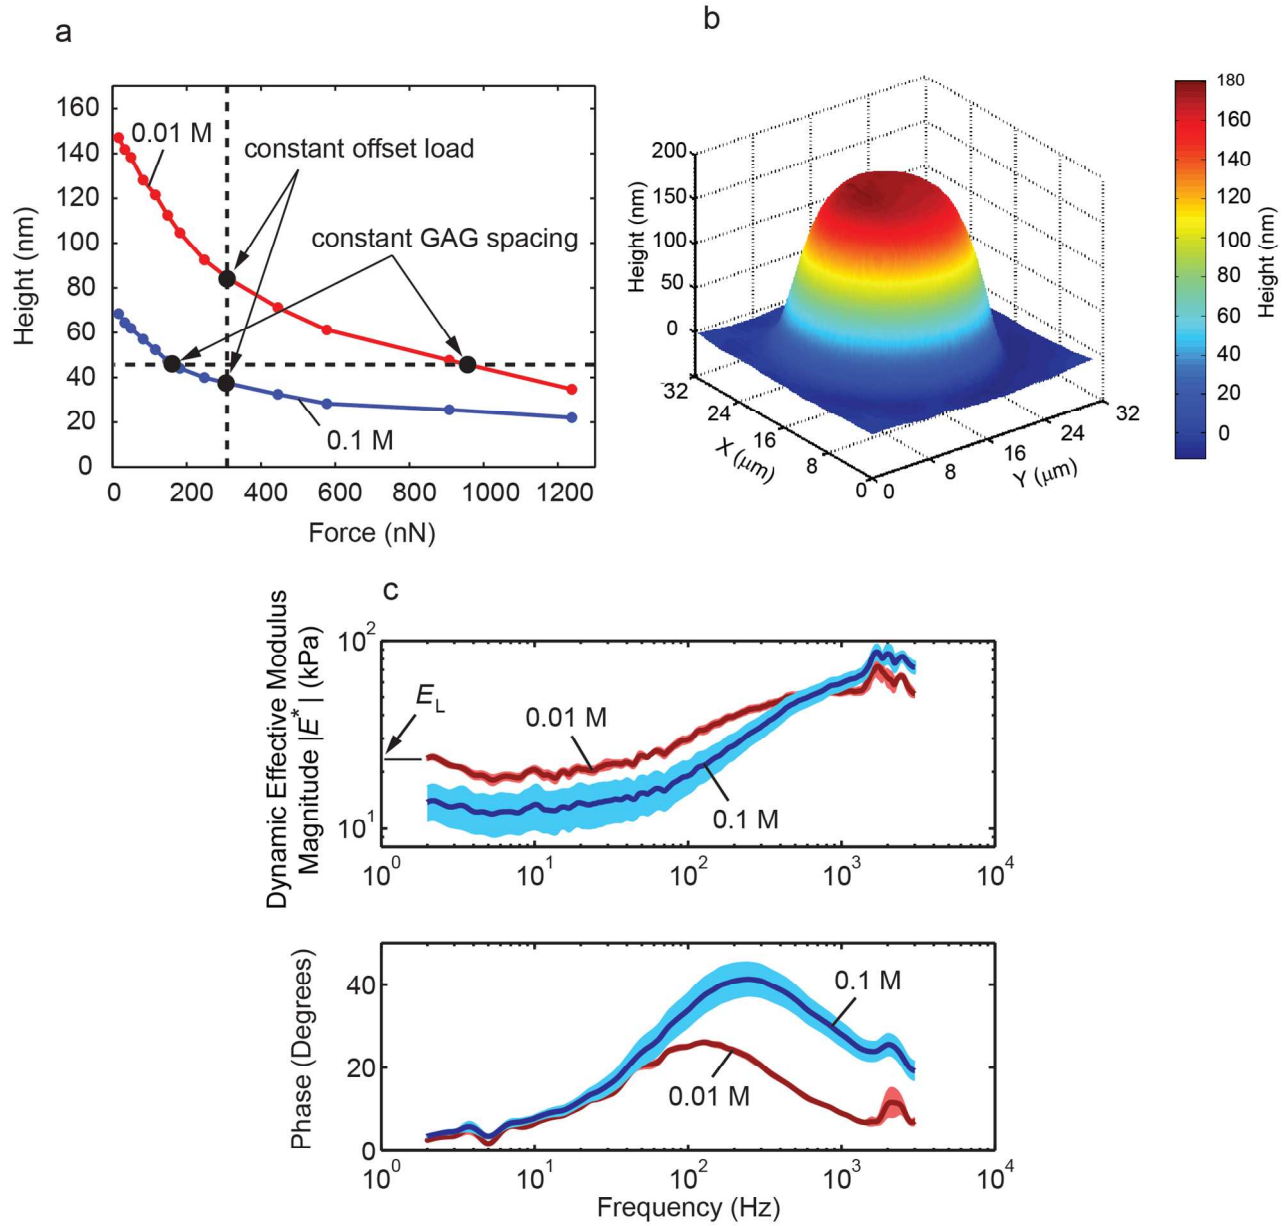 a
160
140
120
100
80
60
40
20
0
Height (nm)
0.01 M
constant offset load
constant GAG spacing
0.1 M
0 200 400 600 800 1000 1200
Force (nN)
b
200
150
100
50
0
Height (nm)
32
24
16
8
0
X (μm)
0
8
16
24
32
Y (μm)
180
160
140
120
100
80
60
40
20
0
Height (nm)
c
Dynamic Effective Modulus
Magnitude |E*| (kPa)
10²
10¹
E_L
0.01 M
0.1 M
10⁰ 10¹ 10² 10³ 10⁴
Phase (Degrees)
40
20
0
0.1 M
0.01 M
10⁰ 10¹ 10² 10³ 10⁴
Frequency (Hz)